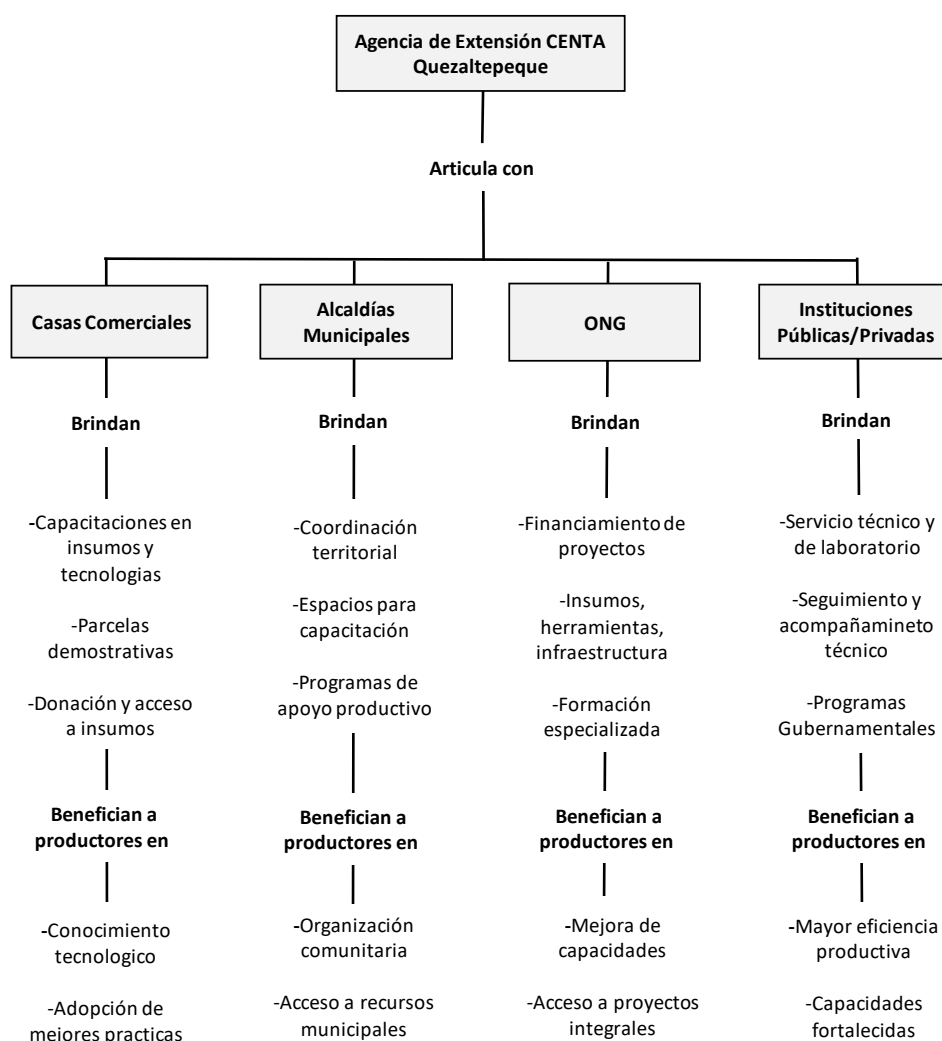 Agencia de Extensión CENTA
Quezaltepeque
Articula con
Casas Comerciales
Brindan
-Capacitaciones en
insumos y
tecnologias
-Parcelas
demostrativas
-Donación y acceso
a insumos
Benefician a
productores en
-Conocimiento
tecnologico
-Adopción de
mejores practicas
Alcaldías
Municipales
Brindan
-Coordinación
territorial
-Espacios para
capacitación
-Programas de
apoyo productivo
Benefician a
productores en
-Organización
comunitaria
-Acceso a recursos
municipales
ONG
Brindan
-Financiamiento de
proyectos
-Insumos,
herramientas,
infraestructura
-Formación
especializada
Benefician a
productores en
-Mejora de
capacidades
-Acceso a proyectos
integrales
Instituciones
Públicas/Privadas
Brindan
-Servicio técnico y
de laboratorio
-Seguimiento y
acompañamineto
técnico
-Programas
Gubernamentales
Benefician a
productores en
-Mayor eficiencia
productiva
-Capacidades
fortalecidas